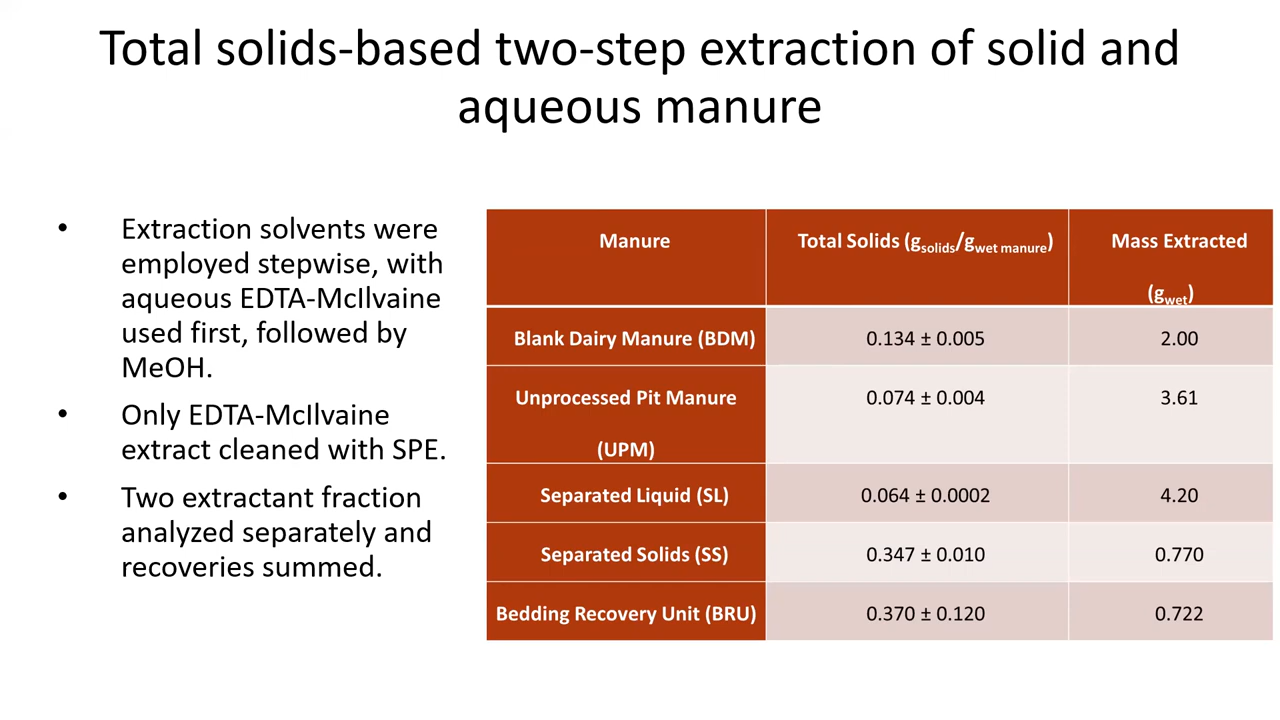 Total solids-based two-step extraction of solid and
aqueous manure
• Extraction solvents were
employed stepwise, with
aqueous EDTA-McIlvaine
used first, followed by
MeOH.
• Only EDTA-McIlvaine
extract cleaned with SPE.
• Two extractant fraction
analyzed separately and
recoveries summed.
Manure Total Solids (gsolids/gwet manure) Mass Extracted
(gwet)
Blank Dairy Manure (BDM) 0.134 ± 0.005 2.00
Unprocessed Pit Manure 0.074 ± 0.004 3.61
(UPM)
Separated Liquid (SL) 0.064 ± 0.0002 4.20
Separated Solids (SS) 0.347 ± 0.010 0.770
Bedding Recovery Unit (BRU) 0.370 ± 0.120 0.722